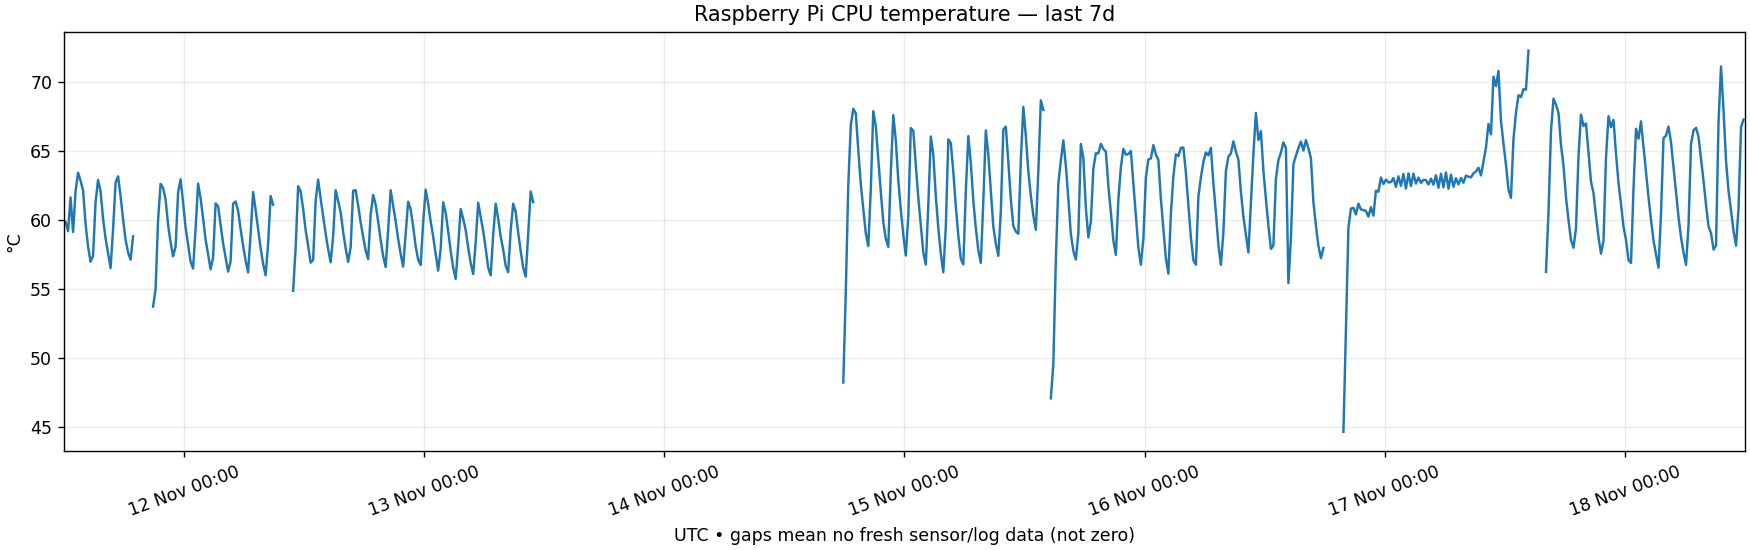 Raspberry Pi CPU temperature — last 7d
°C
70
65
60
55
50
45
12 Nov 00:00
13 Nov 00:00
14 Nov 00:00
15 Nov 00:00
16 Nov 00:00
17 Nov 00:00
18 Nov 00:00
UTC • gaps mean no fresh sensor/log data (not zero)